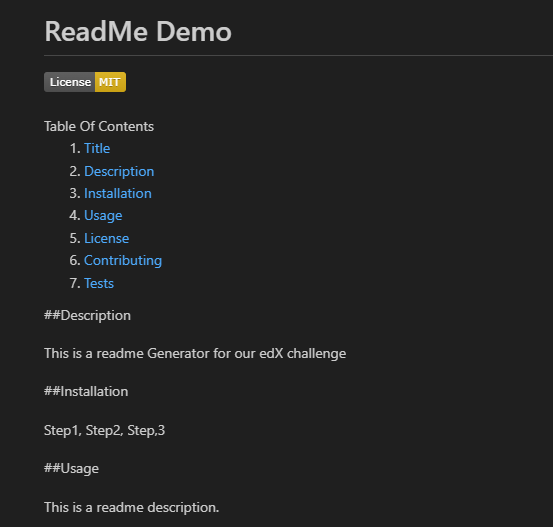 ReadMe Demo
License MIT
Table Of Contents
1. Title
2. Description
3. Installation
4. Usage
5. License
6. Contributing
7. Tests
##Description
This is a readme Generator for our edX challenge
##Installation
Step1, Step2, Step,3
##Usage
This is a readme description.